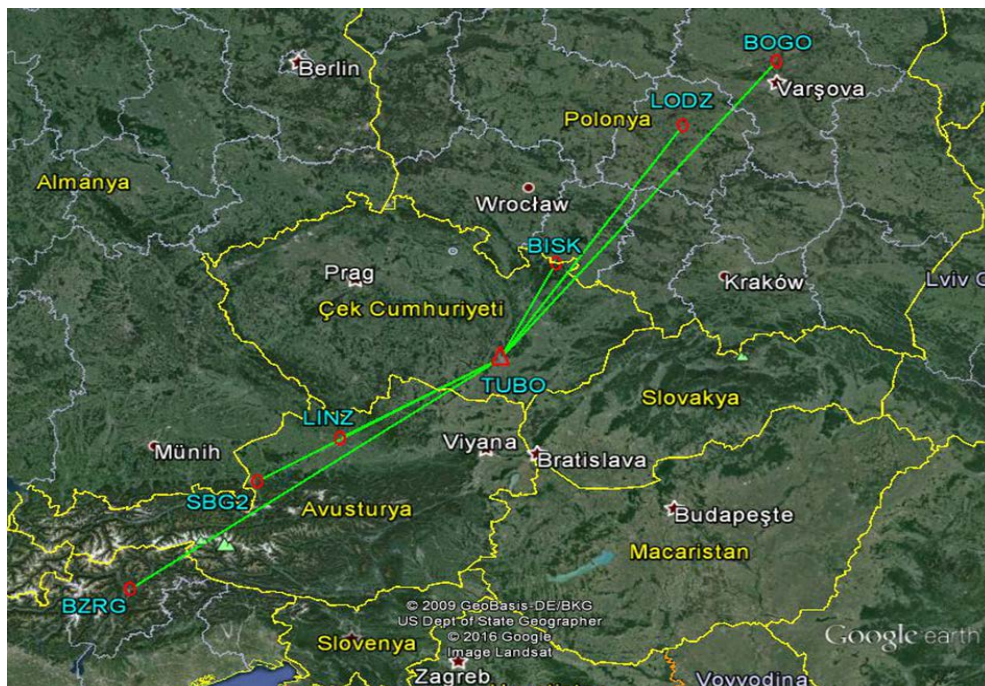 BOGO
Berlin
Varşova
LODZ
Polonya
Almanya
Wrocław
BISK
Prag
Kraków
Lviv
Çek Cumhuriyeti
TUBO
Slovakya
LINZ
Viyana
Münih
Bratislava
SBG2
Avusturya
Budapeşte
Macaristan
BZRG
© 2009 GeoBasis-DE/BKG
US Dept of State Geographer
© 2016 Google
Image Landsat
Google earth
Slovenya
Zagreb
Voyvodina